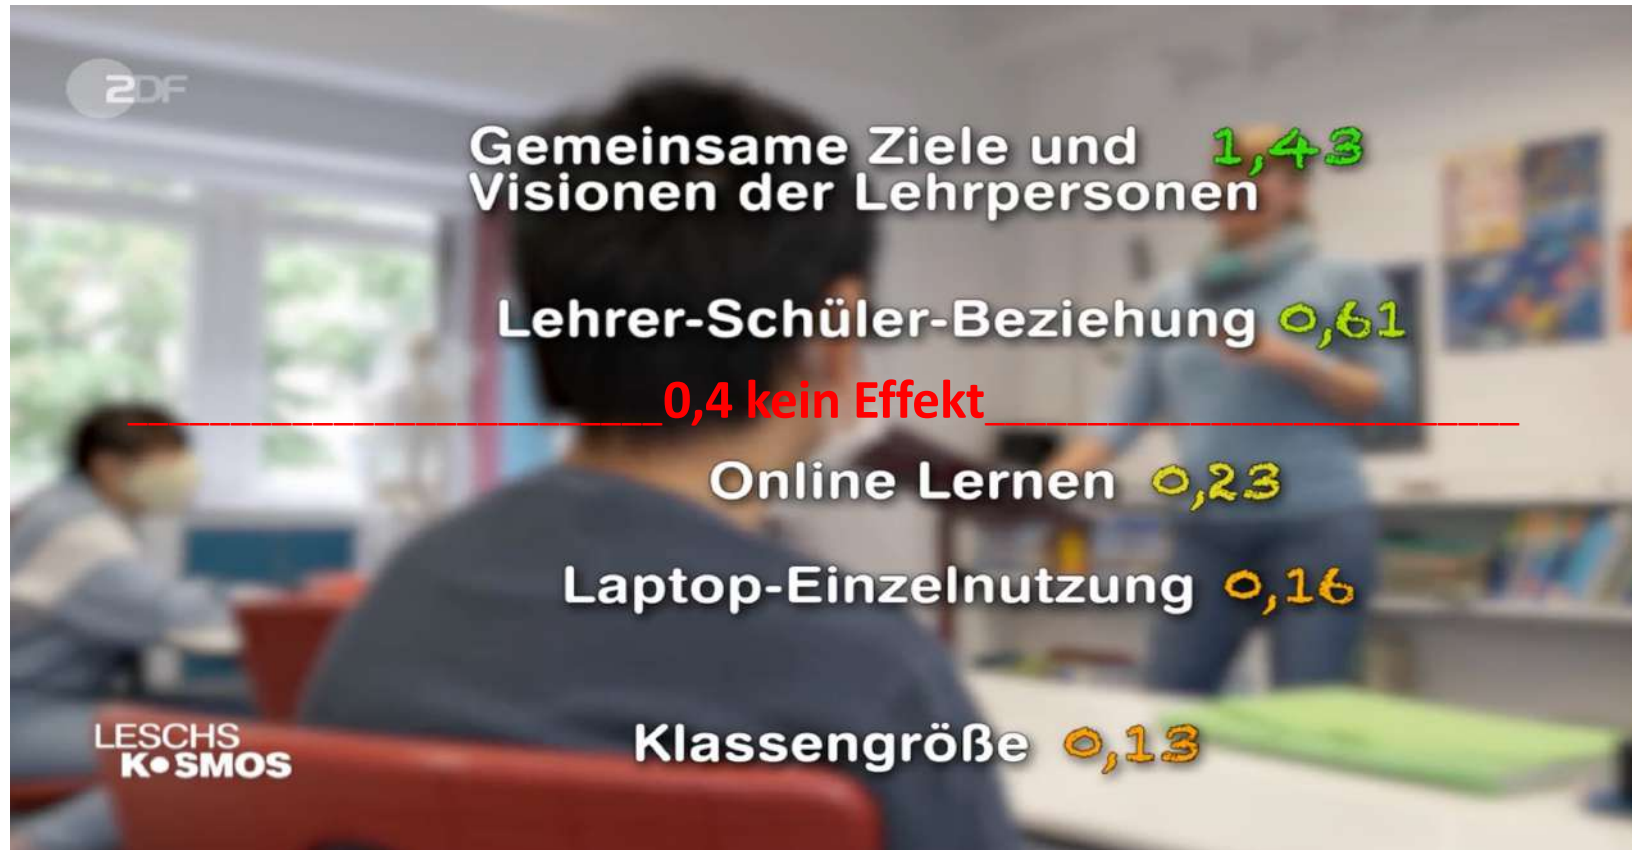 2DF
Gemeinsame Ziele und 1,43
Visionen der Lehrpersonen
Lehrer-Schüler-Beziehung 0,61
0,4 kein Effekt
Online Lernen 0,23
Laptop-Einzelnutzung 0,16
Klassengröße 0,13
LESCHS
KOSMOS